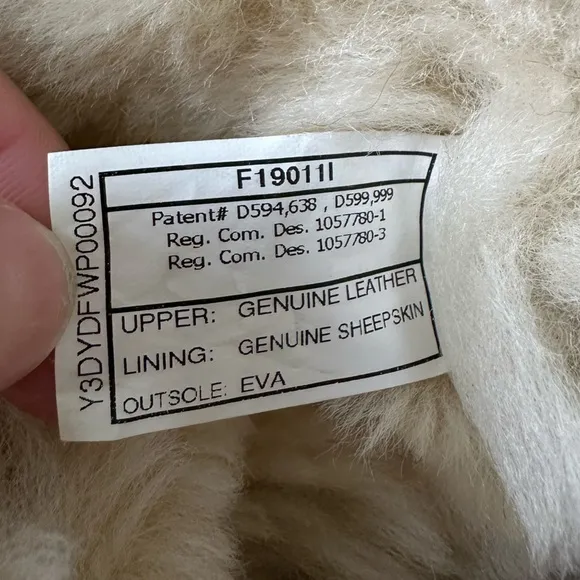 F19011I
Patent# D594,638 , D599,999
Reg. Com. Des. 1057780-1
Reg. Com. Des. 1057780-3
UPPER: GENUINE LEATHER
LINING: GENUINE SHEEPSKIN
OUTSOLE: EVA
Y3DYDFWP00092